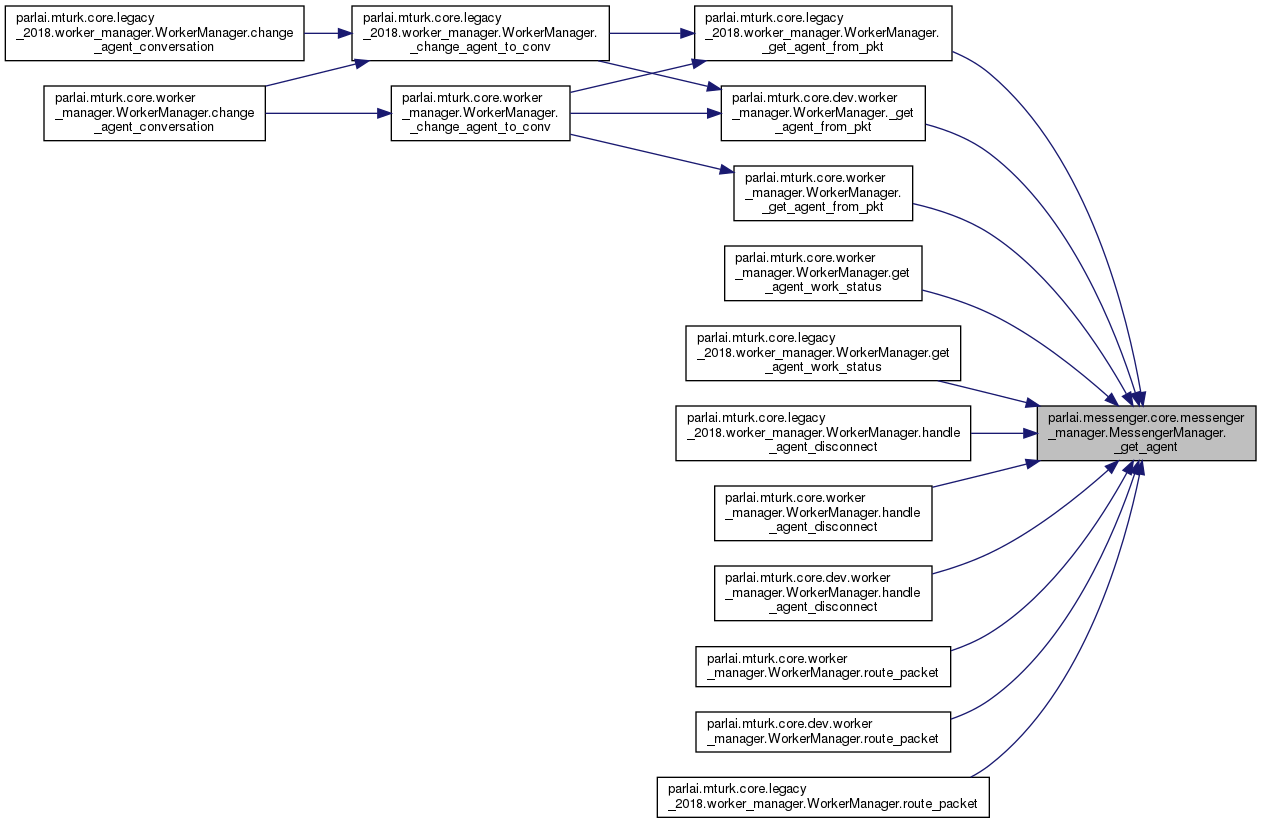 parlai.mturk.core.legacy
_2018.worker_manager.WorkerManager.change
_agent_conversation
parlai.mturk.core.legacy
_2018.worker_manager.WorkerManager.
_change_agent_to_conv
parlai.mturk.core.legacy
_2018.worker_manager.WorkerManager.
_get_agent_from_pkt
parlai.mturk.core.worker
_manager.WorkerManager.change
_agent_conversation
parlai.mturk.core.worker
_manager.WorkerManager.
_change_agent_to_conv
parlai.mturk.core.dev.worker
_manager.WorkerManager._get
_agent_from_pkt
parlai.mturk.core.worker
_manager.WorkerManager.
_get_agent_from_pkt
parlai.mturk.core.worker
_manager.WorkerManager.get
_agent_work_status
parlai.mturk.core.legacy
_2018.worker_manager.WorkerManager.get
_agent_work_status
parlai.mturk.core.legacy
_2018.worker_manager.WorkerManager.handle
_agent_disconnect
parlai.messenger.core.messenger
_manager.MessengerManager.
_get_agent
parlai.mturk.core.worker
_manager.WorkerManager.handle
_agent_disconnect
parlai.mturk.core.dev.worker
_manager.WorkerManager.handle
_agent_disconnect
parlai.mturk.core.worker
_manager.WorkerManager.route_packet
parlai.mturk.core.dev.worker
_manager.WorkerManager.route_packet
parlai.mturk.core.legacy
_2018.worker_manager.WorkerManager.route_packet